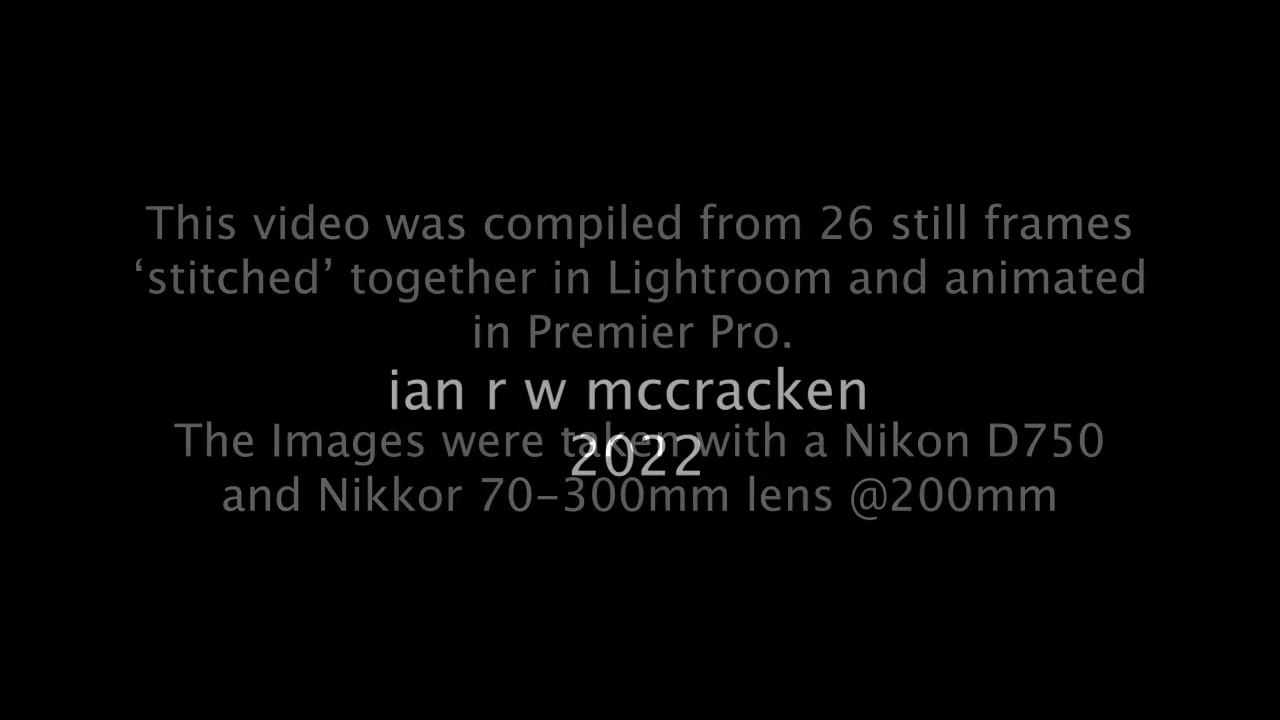 This video was compiled from 26 still frames
‘stitched’ together in Lightroom and animated
in Premier Pro.
ian r w mccracken
The Images were taken with a Nikon D750
2022
and Nikkor 70-300mm lens @200mm